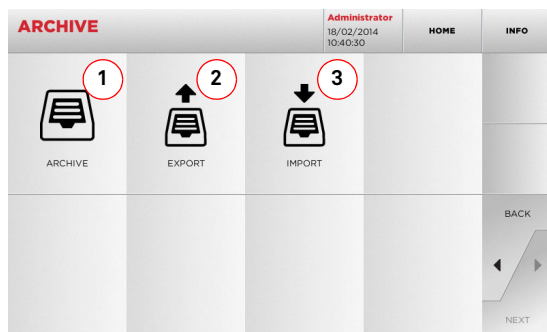 ARCHIVE
Administrator
18/02/2014
10:40:30
HOME
INFO
1
2
3
ARCHIVE
EXPORT
IMPORT
BACK
NEXT